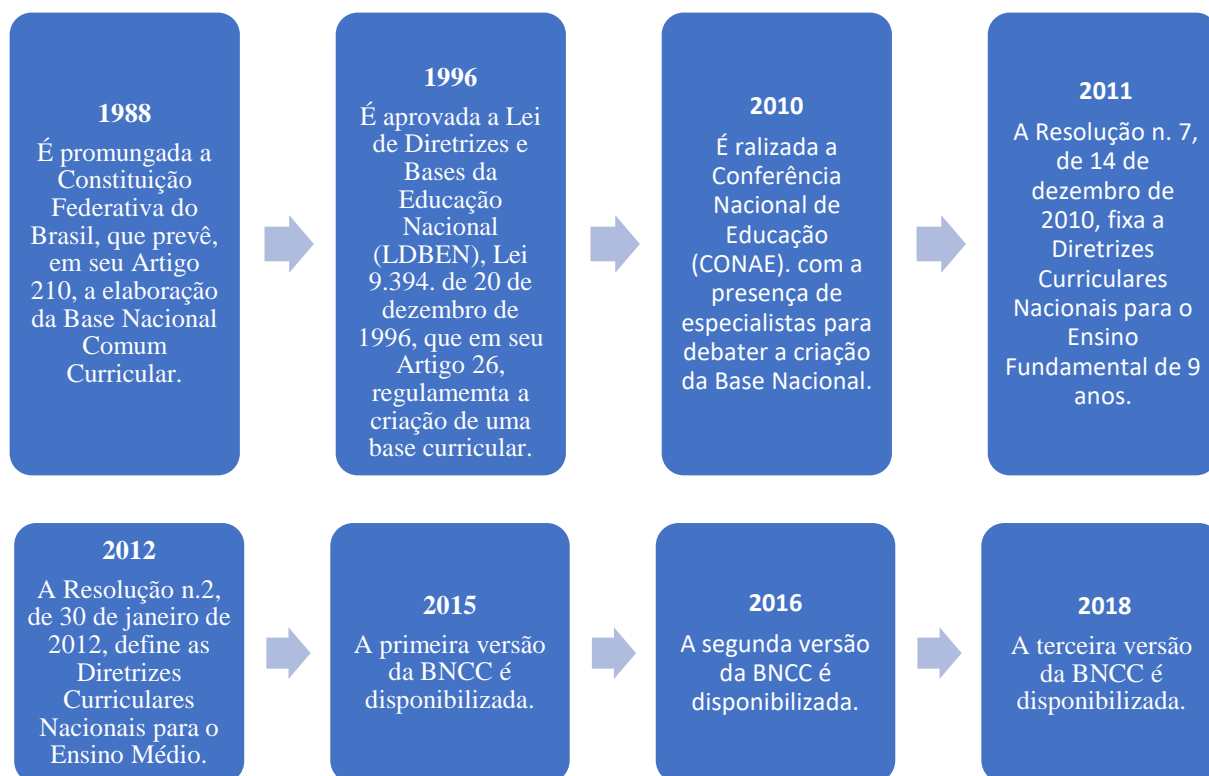 1988
É promungada a
Constituição
Federativa do
Brasil, que prevê,
em seu Artigo
210, a elaboração
da Base Nacional
Comum
Curricular.
1996
É aprovada a Lei
de Diretrizes e
Bases da
Educação
Nacional
(LDBEN), Lei
9.394. de 20 de
dezembro de
1996, que em seu
Artigo 26,
regulamemta a
criação de uma
base curricular.
2010
É ralizada a
Conferência
Nacional de
Educação
(CONAE). com a
presença de
especialistas para
debater a criação
da Base Nacional.
2011
A Resolução n. 7,
de 14 de
dezembro de
2010, fixa a
Diretrizes
Curriculares
Nacionais para o
Ensino
Fundamental de 9
anos.
2012
A Resolução n.2,
de 30 de janeiro de
2012, define as
Diretrizes
Curriculares
Nacionais para o
Ensino Médio.
2015
A primeira versão
da BNCC é
disponibilizada.
2016
A segunda versão
da BNCC é
disponibilizada.
2018
A terceira versão
da BNCC é
disponibilizada.